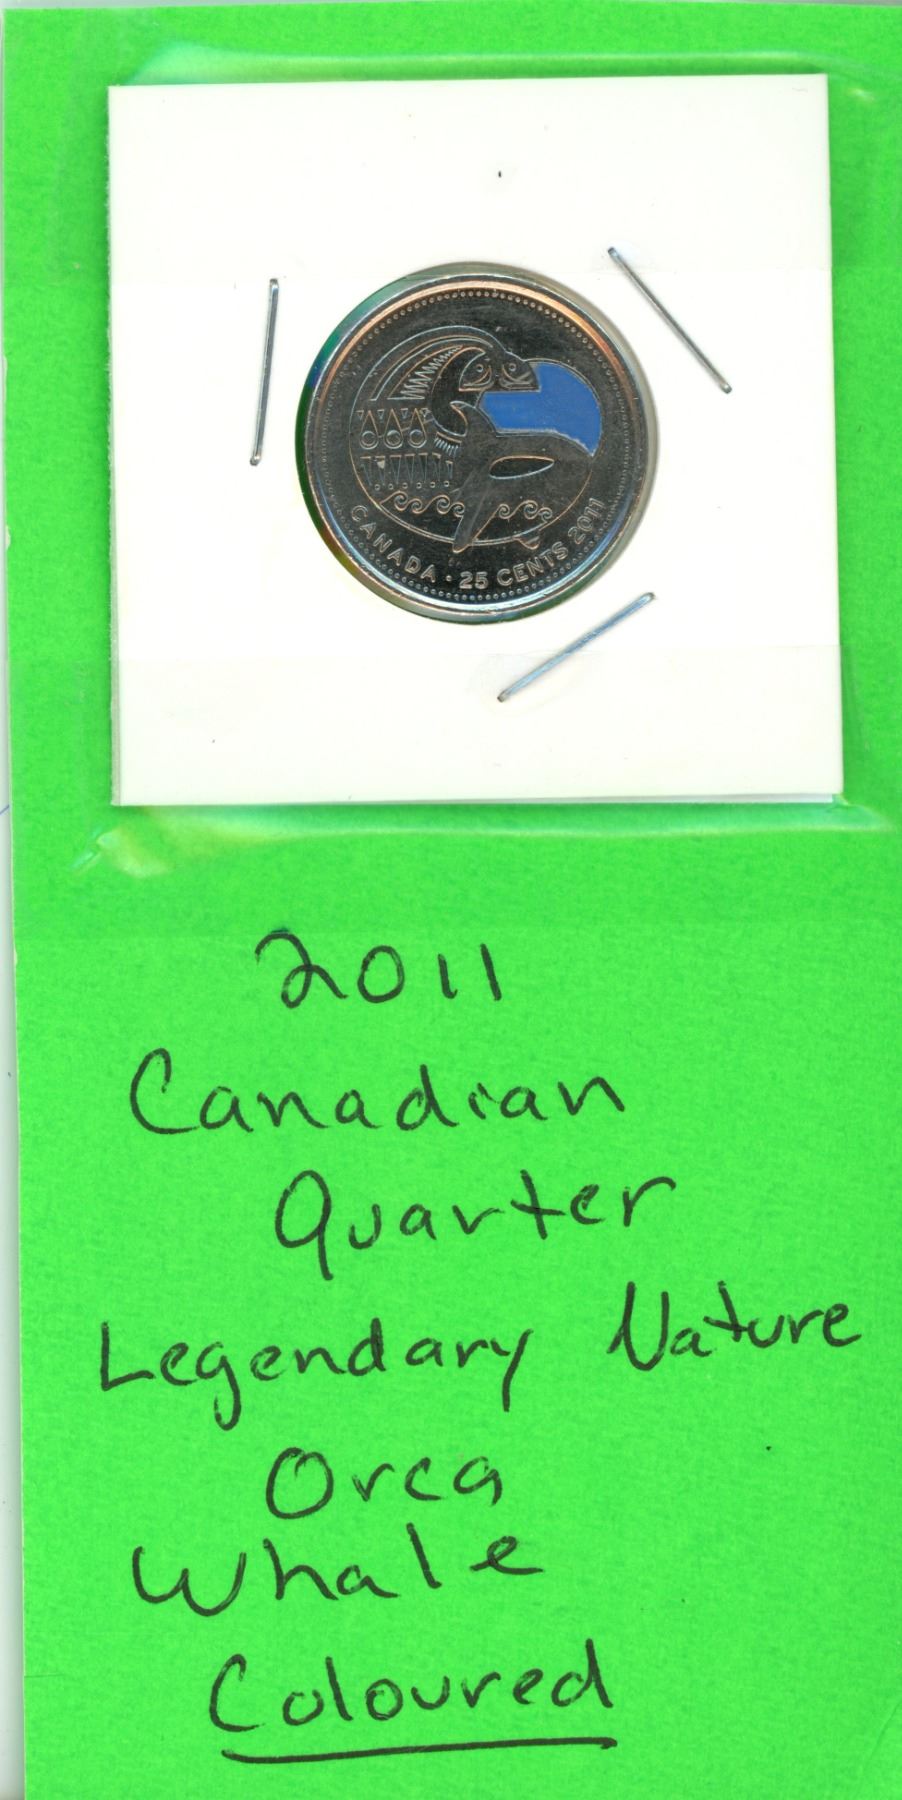 CANADA · 25 CENTS 2011
2011
Canadian
Quarter
Legendary Nature
Orca
Whale
Coloured